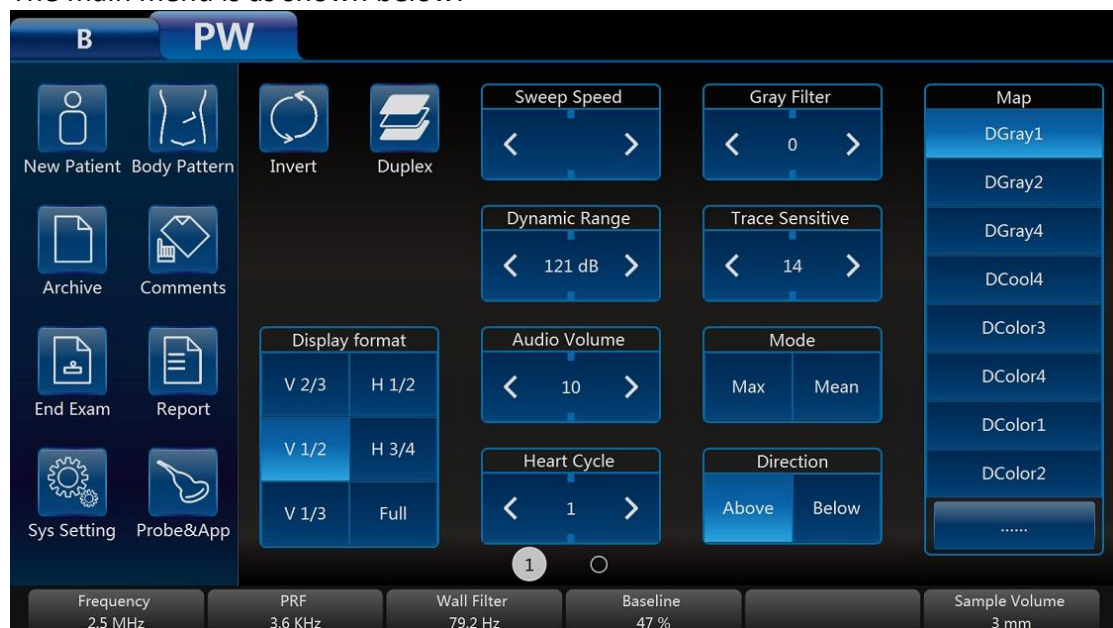 The main menu is as shown below:
B
PW
New Patient
Body Pattern
Archive
Comments
End Exam
Report
Sys Setting
Probe&App
Invert
Duplex
Display format
V 2/3
H 1/2
V 1/2
H 3/4
V 1/3
Full
Sweep Speed
Dynamic Range
121 dB
Audio Volume
10
Heart Cycle
1
Gray Filter
0
Trace Sensitive
14
Mode
Max
Mean
Direction
Above
Below
Map
DGray1
DGray2
DGray4
DCool4
DColor3
DColor4
DColor1
DColor2
......
1
Frequency
2.5 MHz
PRF
3.6 KHz
Wall Filter
79.2 Hz
Baseline
47 %
Sample Volume
3 mm